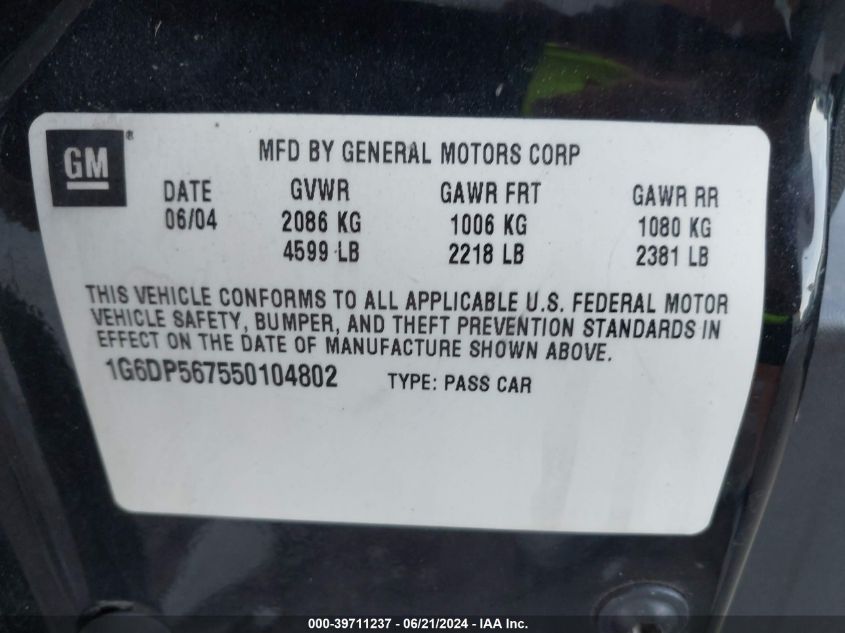 GM ®
MFD BY GENERAL MOTORS CORP
DATE GVWR GAWR FRT GAWR RR
06/04 2086 KG 1006 KG 1080 KG
4599 LB 2218 LB 2381 LB
THIS VEHICLE CONFORMS TO ALL APPLICABLE U.S. FEDERAL MOTOR
VEHICLE SAFETY, BUMPER, AND THEFT PREVENTION STANDARDS IN
EFFECT ON THE DATE OF MANUFACTURE SHOWN ABOVE.
1G6DP567550104802 TYPE: PASS CAR
000-39711237 - 06/21/2024 - IAA Inc.